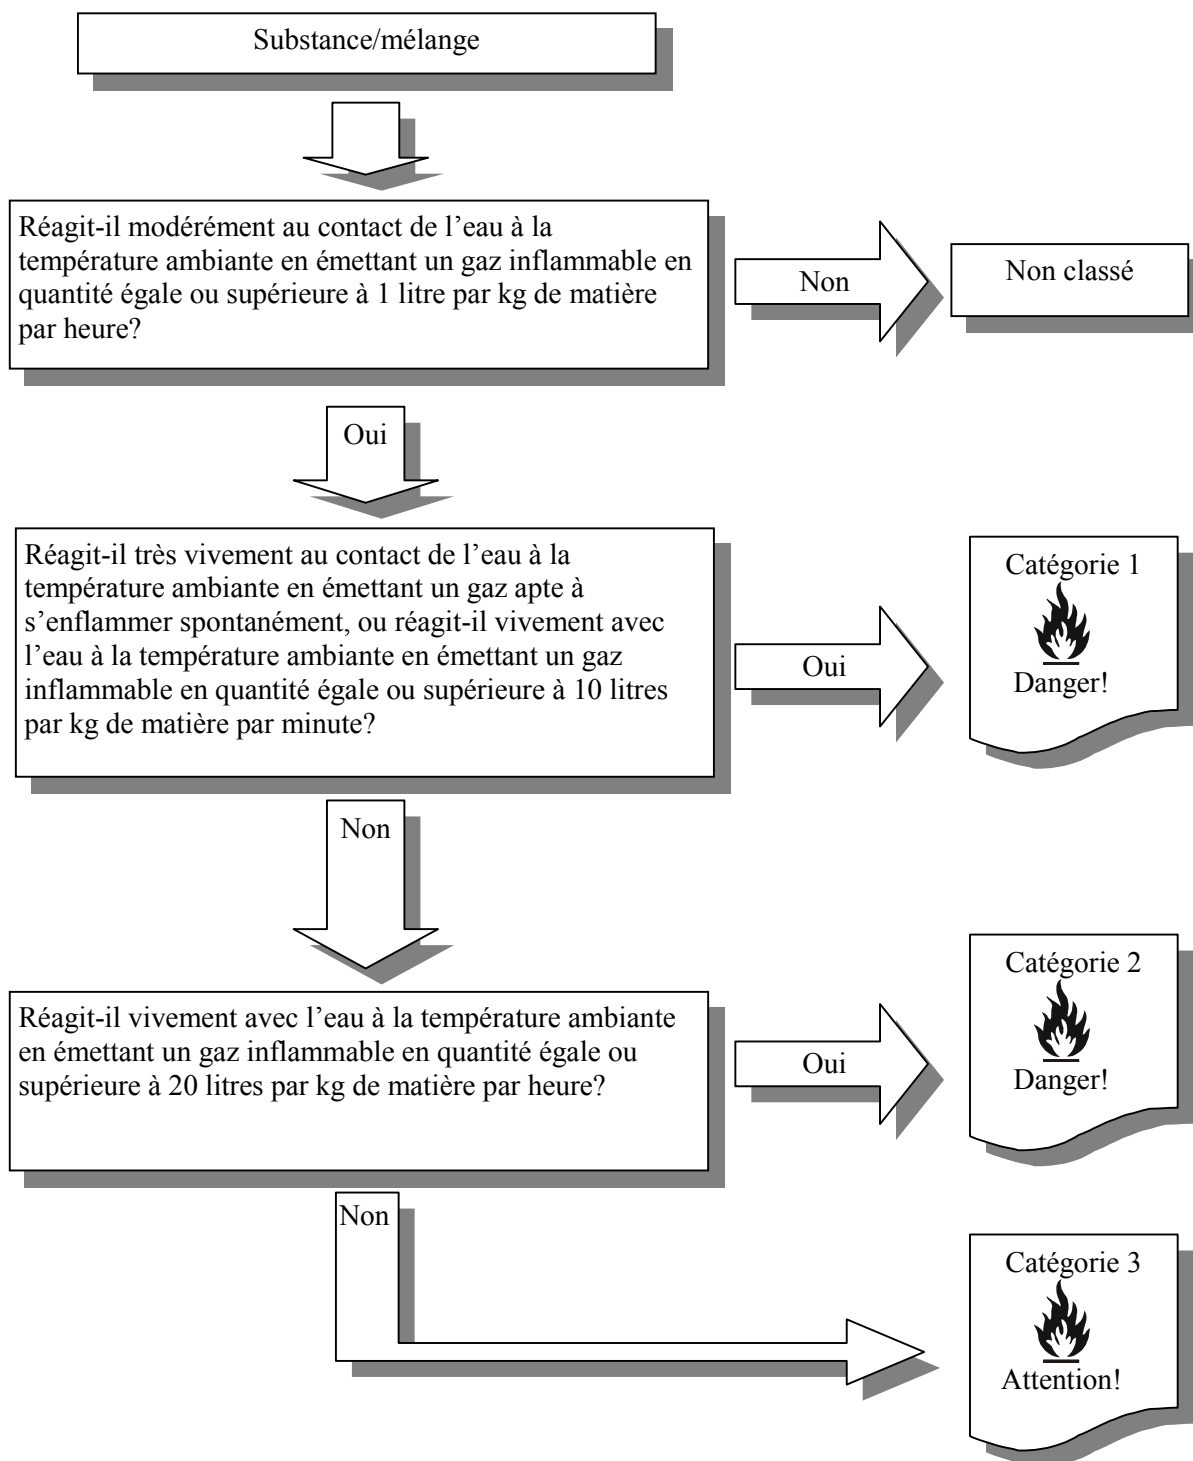 Substance/mélange
Réagit-il modérément au contact de l’eau à la
température ambiante en émettant un gaz inflammable en
quantité égale ou supérieure à 1 litre par kg de matière
par heure?
Non
Non classé
Oui
Réagit-il très vivement au contact de l’eau à la
température ambiante en émettant un gaz apte à
s’enflammer spontanément, ou réagit-il vivement avec
l’eau à la température ambiante en émettant un gaz
inflammable en quantité égale ou supérieure à 10 litres
par kg de matière par minute?
Oui
Catégorie 1
Danger!
Non
Réagit-il vivement avec l’eau à la température ambiante
en émettant un gaz inflammable en quantité égale ou
supérieure à 20 litres par kg de matière par heure?
Oui
Catégorie 2
Danger!
Non
Catégorie 3
Attention!